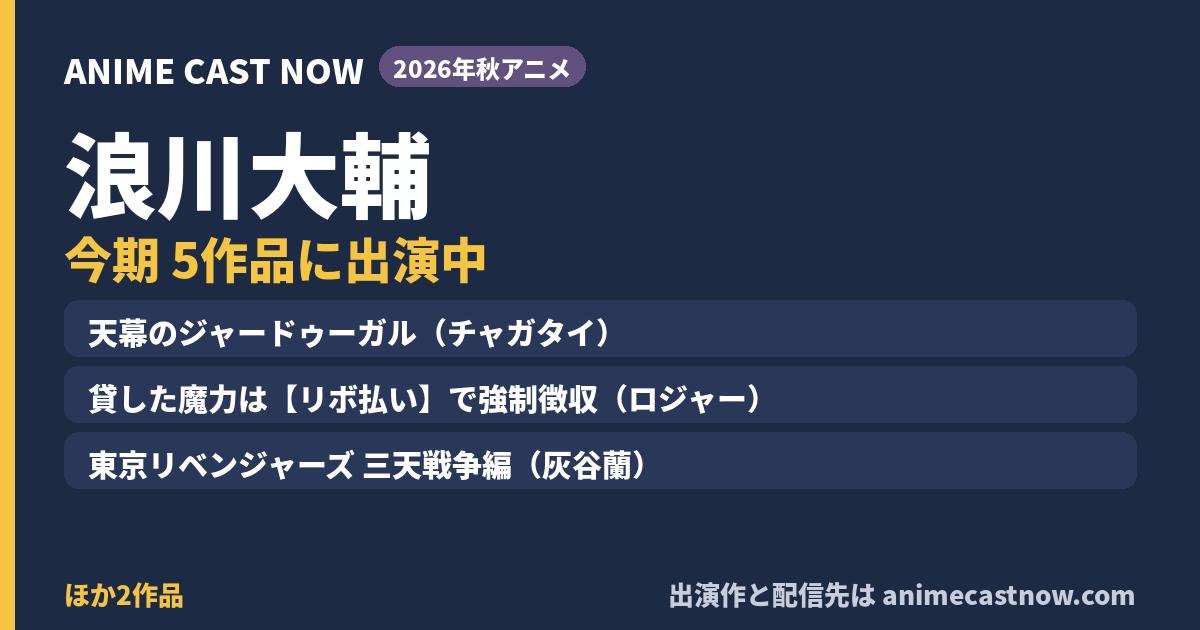 ANIME CAST NOW 2026年秋アニメ
浪川大輔
今期 5作品に出演中
天幕のジャードゥーガル（チャガタイ）
貸した魔力は【リボ払い】で強制徴収（ロジャー）
東京リベンジャーズ 三天戦争編（灰谷蘭）
ほか2作品
出演作と配信先は animecastnow.com